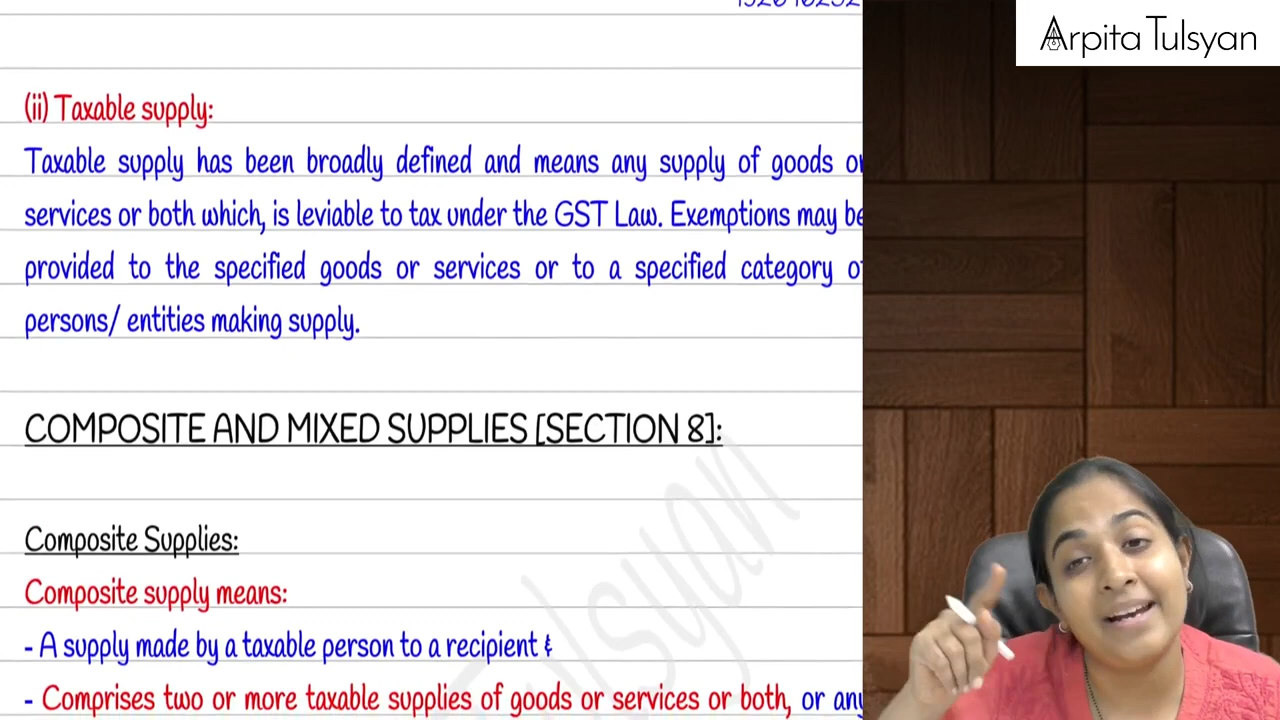 Arpita Tulsyan
(ii) Taxable supply:
Taxable supply has been broadly defined and means any supply of goods or
services or both which, is leviable to tax under the GST Law. Exemptions may be
provided to the specified goods or services or to a specified category of
persons/ entities making supply.
COMPOSITE AND MIXED SUPPLIES [SECTION 8]:
Composite Supplies:
Composite supply means:
- A supply made by a taxable person to a recipient &
- Comprises two or more taxable supplies of goods or services or both, or any
Tulsyan